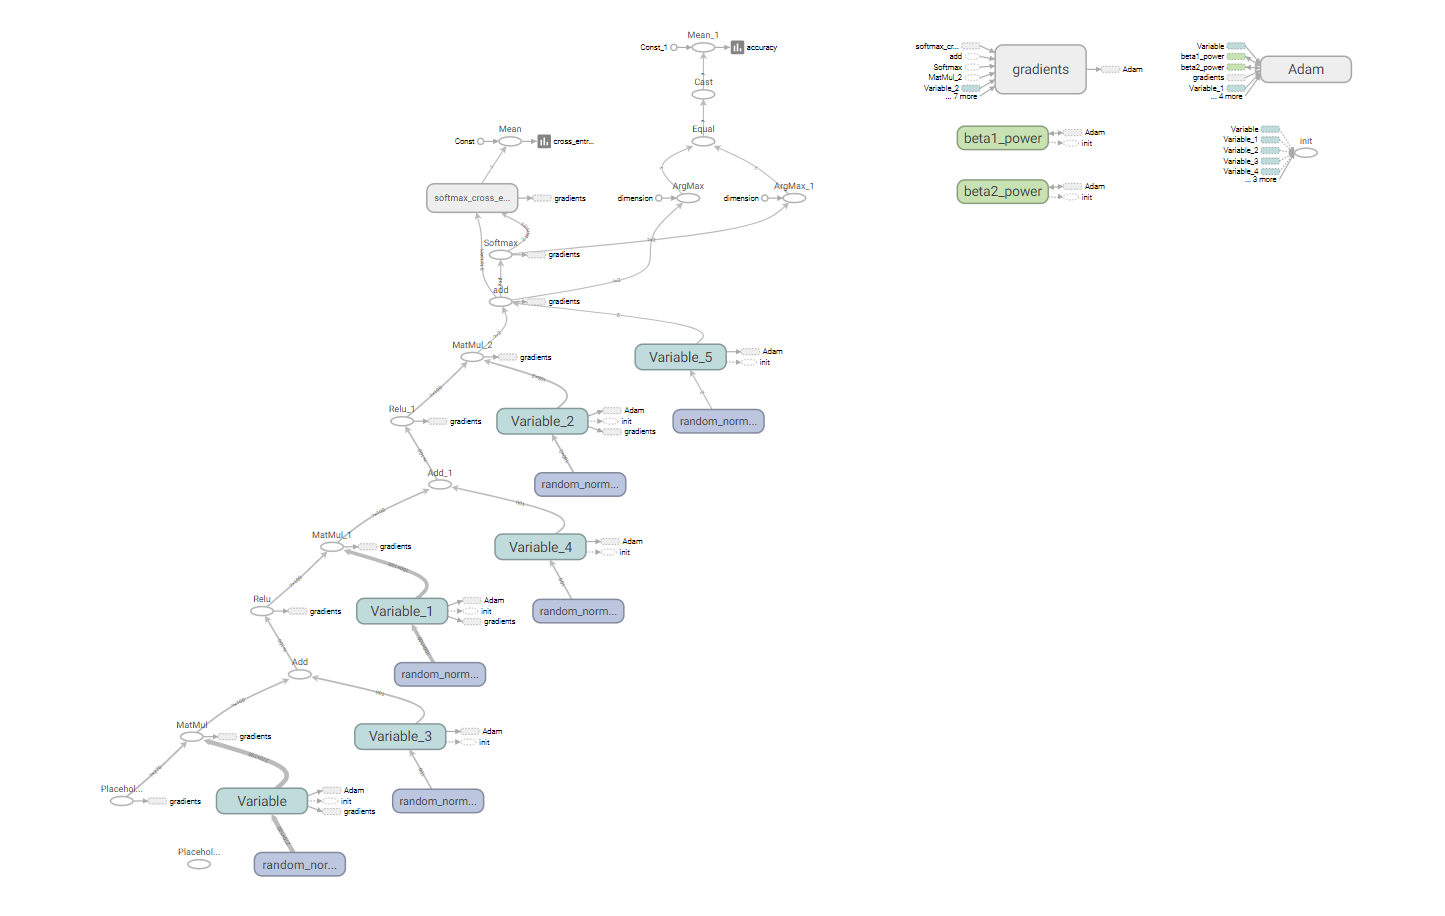 Mean_1
Const_1
accuracy
Cast
Equal
Mean
Const
cross_entr...
softmax_cross_e...
gradients
ArgMax
dimension
ArgMax_1
dimension
Softmax
gradients
add
gradients
MatMul_2
gradients
Variable_5
Adam
init
Relu_1
gradients
Variable_2
Adam
init
gradients
random_norm...
Add_1
random_norm...
MatMul_1
gradients
Variable_4
Adam
init
Relu
gradients
Variable_1
Adam
init
gradients
random_norm...
Add
random_norm...
MatMul
gradients
Variable_3
Adam
init
Placehol...
gradients
Variable
Adam
init
gradients
random_norm...
Placehol...
random_nor...
softmax_cr...
add
Softmax
MatMul_2
Variable_2
... 7 more
gradients
Adam
beta1_power
Adam
init
beta2_power
Adam
init
Variable
beta1_power
beta2_power
gradients
Variable_1
... 4 more
Adam
Variable
Variable_1
Variable_2
Variable_3
Variable_4
... 3 more
init